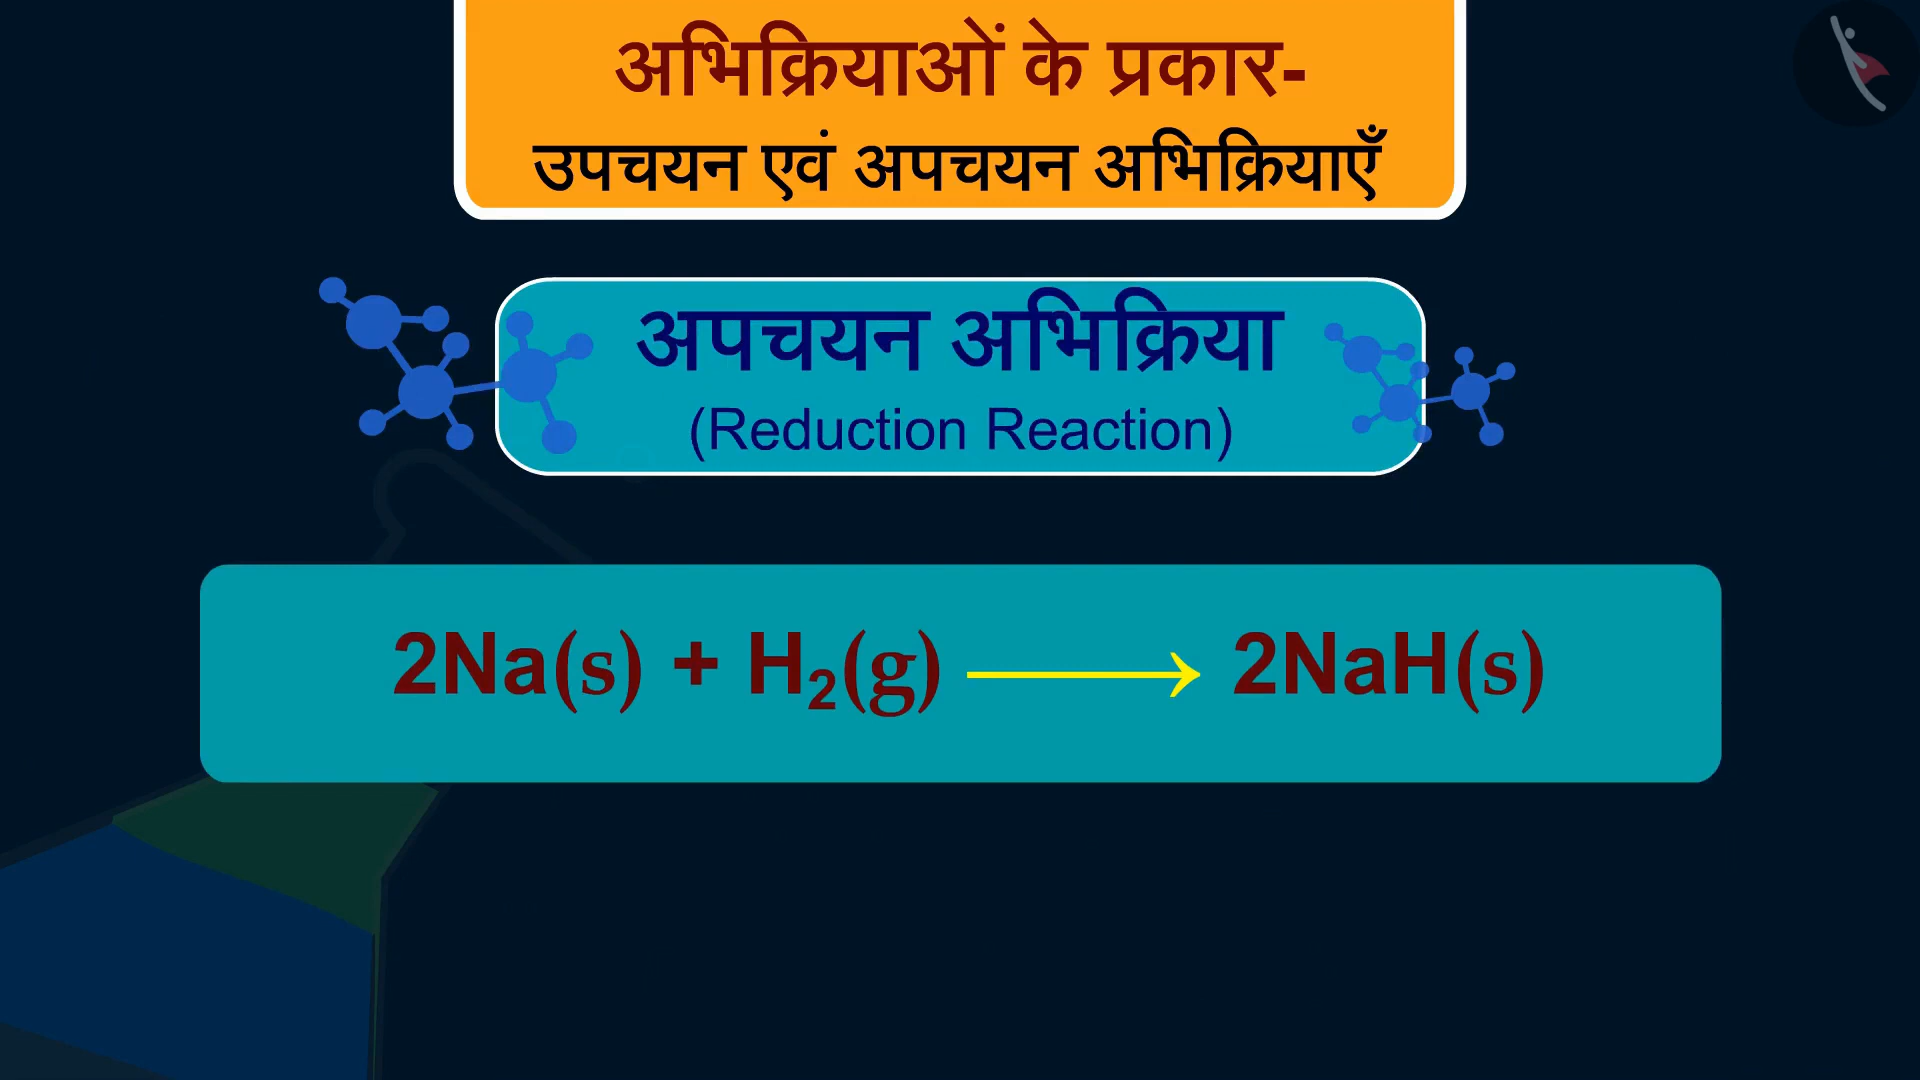 अभिक्रियाओं के प्रकार-
उपचयन एवं अपचयन अभिक्रियाएँ
अपचयन अभिक्रिया
(Reduction Reaction)
2Na(s) + H₂(g) ⟶ 2NaH(s)